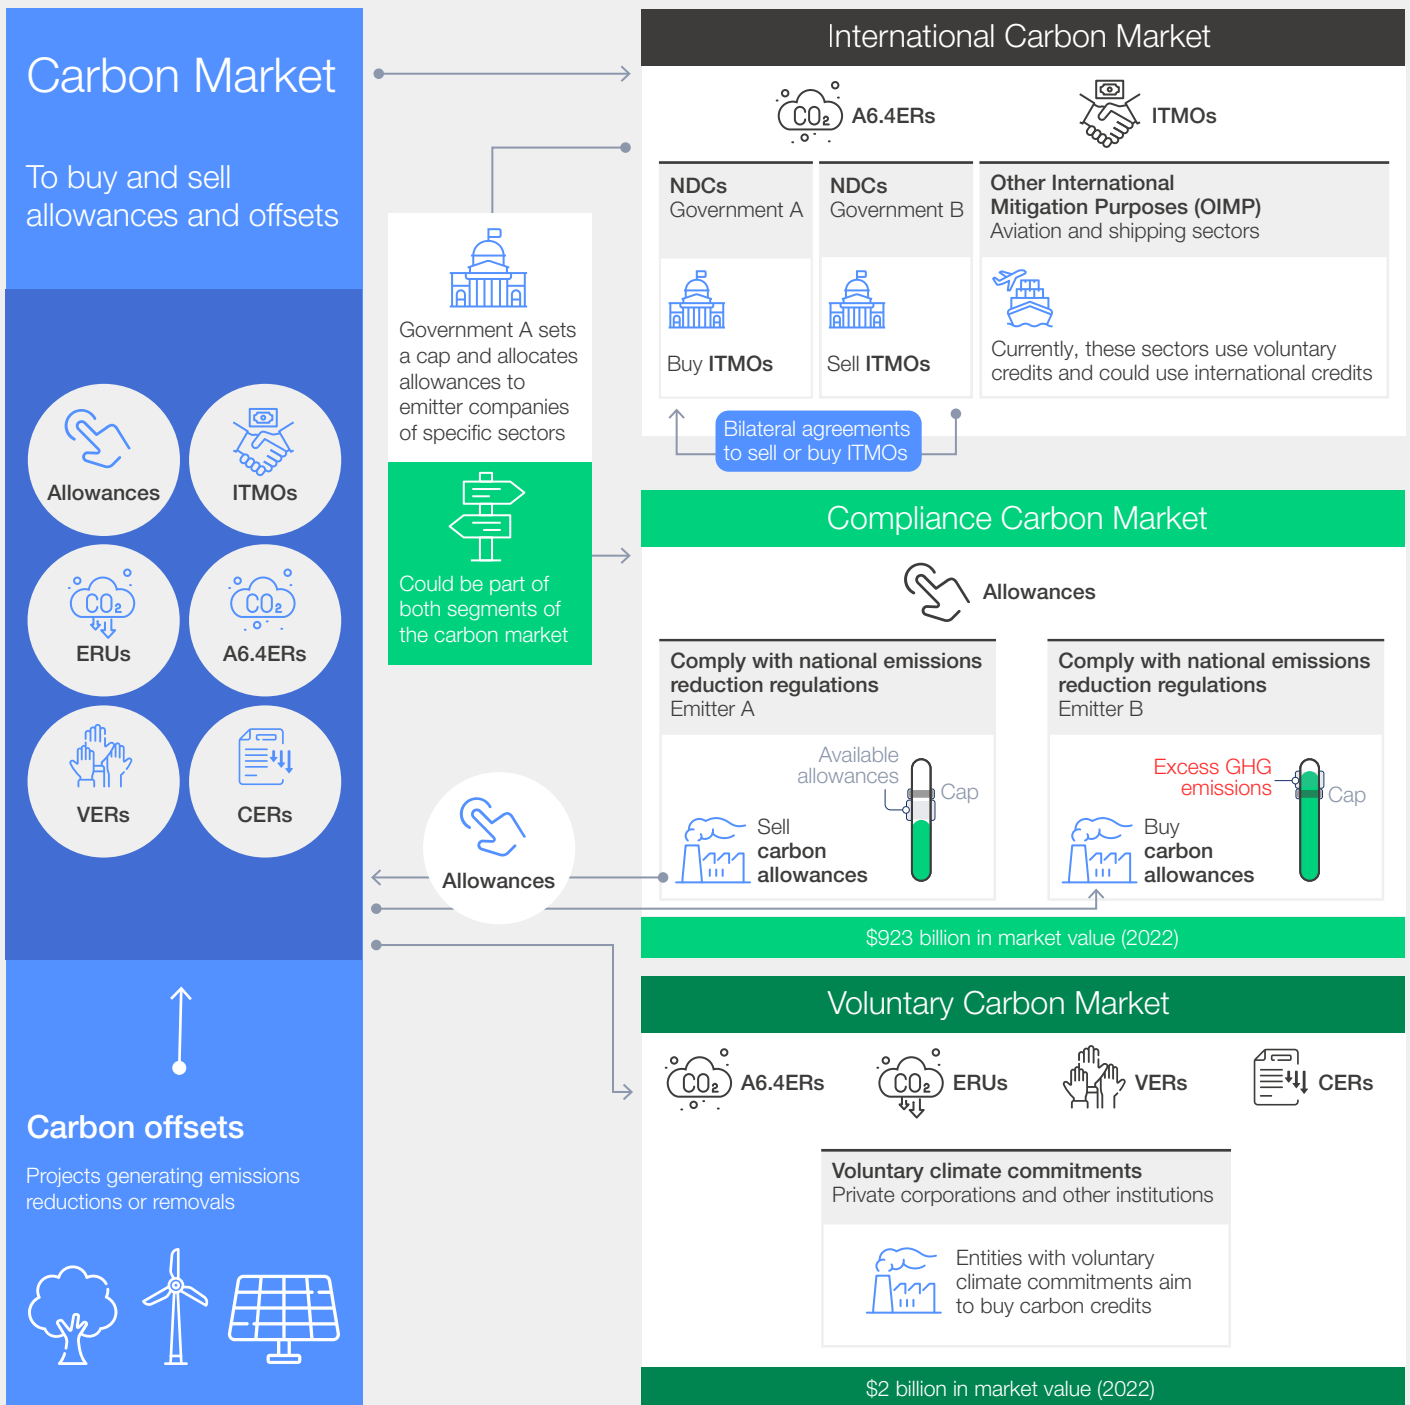 Carbon Market
To buy and sell
allowances and offsets
Allowances
ITMOs
CO₂
ERUs
CO₂
A6.4ERs
VERs
CERs
Carbon offsets
Projects generating emissions
reductions or removals
Government A sets
a cap and allocates
allowances to
emitter companies
of specific sectors
Could be part of
both segments of
the carbon market
Allowances
International Carbon Market
CO₂
A6.4ERs
ITMOs
NDCs
Government A
Buy ITMOs
NDCs
Government B
Sell ITMOs
Other International
Mitigation Purposes (OIMP)
Aviation and shipping sectors
Currently, these sectors use voluntary
credits and could use international credits
Bilateral agreements
to sell or buy ITMOs
Compliance Carbon Market
Allowances
Comply with national emissions
reduction regulations
Emitter A
Available
allowances
Cap
Sell
carbon
allowances
Comply with national emissions
reduction regulations
Emitter B
Excess GHG
emissions
Cap
Buy
carbon
allowances
$923 billion in market value (2022)
Voluntary Carbon Market
CO₂
A6.4ERs
CO₂
ERUs
VERs
CERs
Voluntary climate commitments
Private corporations and other institutions
Entities with voluntary
climate commitments aim
to buy carbon credits
$2 billion in market value (2022)